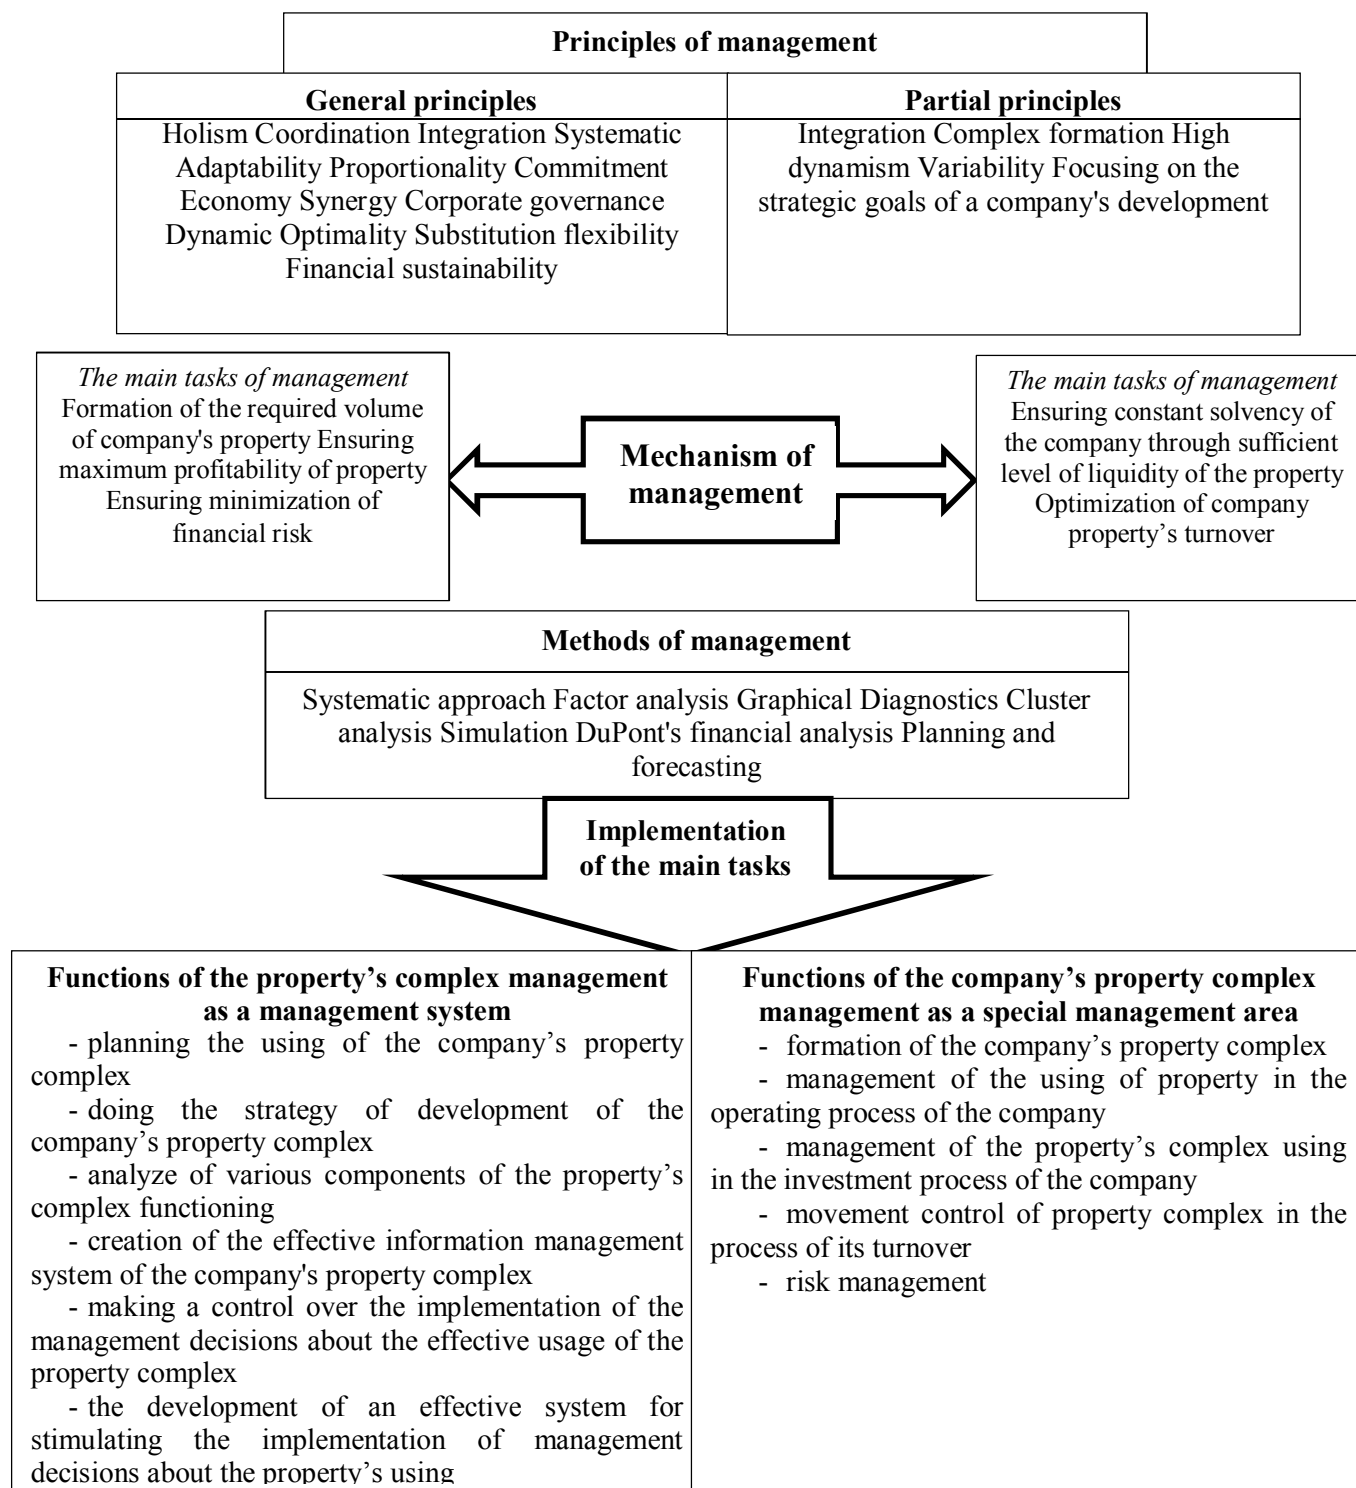 Principles of management
General principles
Holism Coordination Integration Systematic
Adaptability Proportionality Commitment
Economy Synergy Corporate governance
Dynamic Optimality Substitution flexibility
Financial sustainability
Partial principles
Integration Complex formation High
dynamism Variability Focusing on the
strategic goals of a company's development
The main tasks of management
Formation of the required volume
of company's property Ensuring
maximum profitability of property
Ensuring minimization of
financial risk
Mechanism of
management
The main tasks of management
Ensuring constant solvency of
the company through sufficient
level of liquidity of the property
Optimization of company
property’s turnover
Methods of management
Systematic approach Factor analysis Graphical Diagnostics Cluster
analysis Simulation DuPont's financial analysis Planning and
forecasting
Implementation
of the main tasks
Functions of the property’s complex management
as a management system
- planning the using of the company’s property
complex
- doing the strategy of development of the
company’s property complex
- analyze of various components of the property’s
complex functioning
- creation of the effective information management
system of the company's property complex
- making a control over the implementation of the
management decisions about the effective usage of the
property complex
- the development of an effective system for
stimulating the implementation of management
decisions about the property’s using
Functions of the company’s property complex
management as a special management area
- formation of the company’s property complex
- management of the using of property in the
operating process of the company
- management of the property’s complex using
in the investment process of the company
- movement control of property complex in the
process of its turnover
- risk management